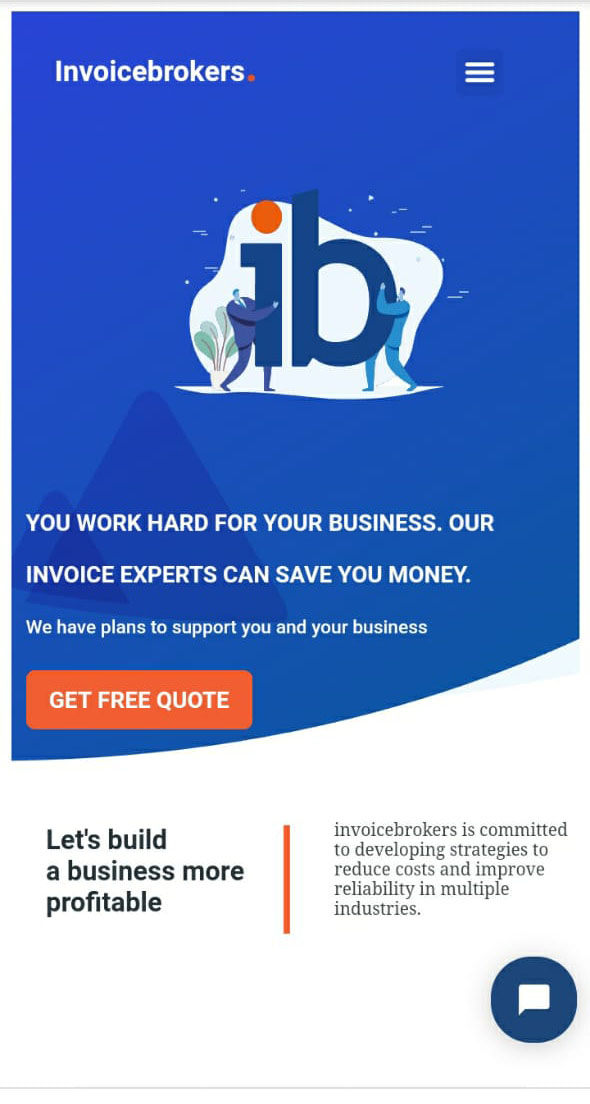 Invoicebrokers.
ib
YOU WORK HARD FOR YOUR BUSINESS. OUR
INVOICE EXPERTS CAN SAVE YOU MONEY.
We have plans to support you and your business
GET FREE QUOTE
Let's build
a business more
profitable
invoicebrokers is committed
to developing strategies to
reduce costs and improve
reliability in multiple
industries.